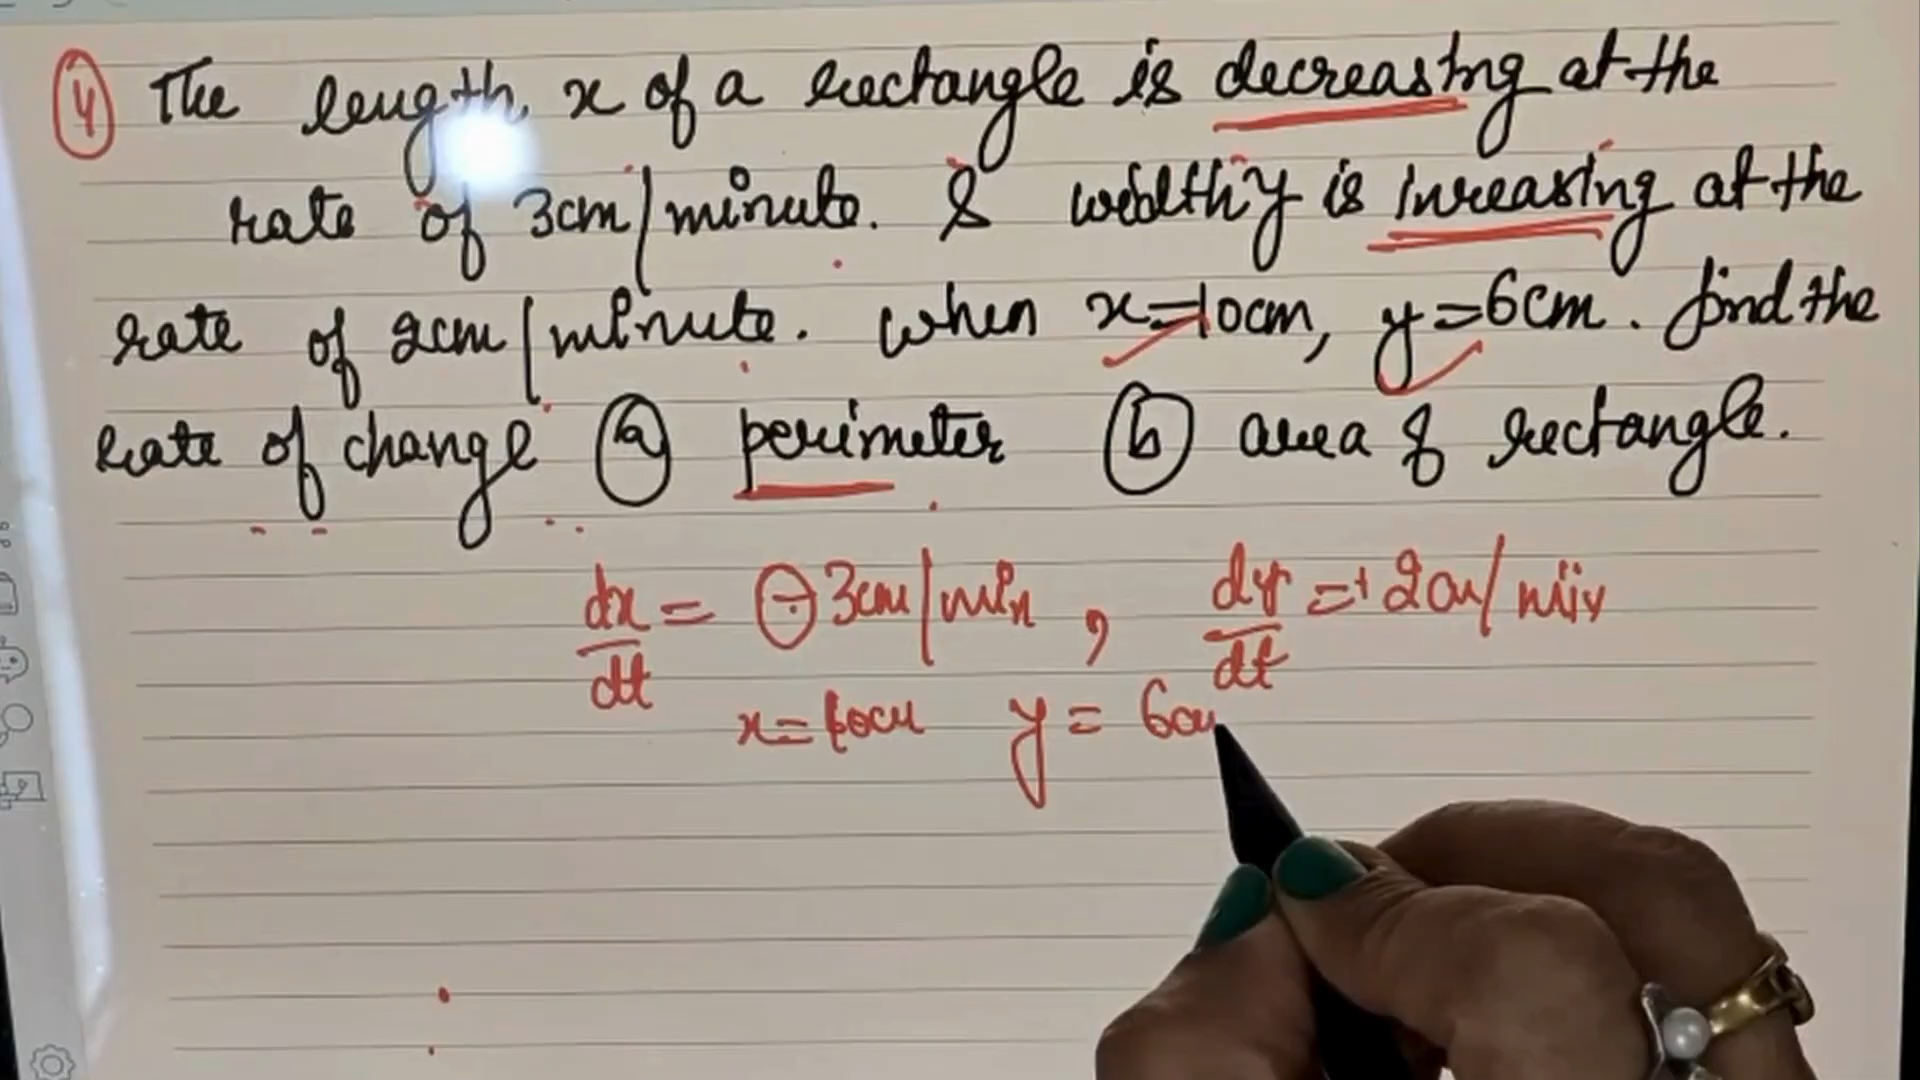 4 The length x of a rectangle is decreasing at the
rate of 3cm/minute. & width y is increasing at the
rate of 2cm/minute. when x=10cm, y=6cm. find the
rate of change (a) perimeter (b) area of rectangle.
dx/dt = - 3cm/min , dy/dt = + 2cm/min
x = 10cm y = 6cm